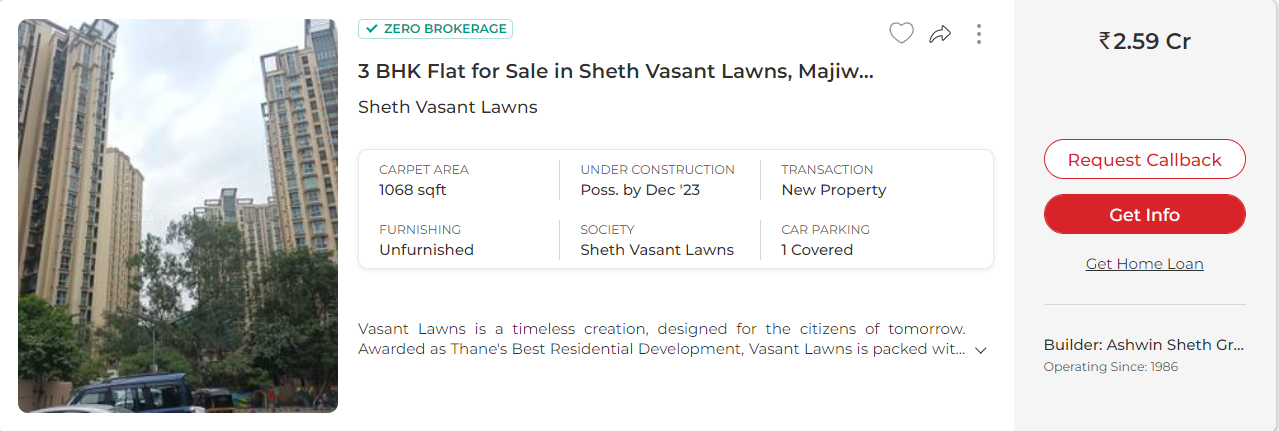 ZERO BROKERAGE
3 BHK Flat for Sale in Sheth Vasant Lawns, Majiw...
Sheth Vasant Lawns
CARPET AREA
1068 sqft
UNDER CONSTRUCTION
Poss. by Dec '23
TRANSACTION
New Property
FURNISHING
Unfurnished
SOCIETY
Sheth Vasant Lawns
CAR PARKING
1 Covered
Vasant Lawns is a timeless creation, designed for the citizens of tomorrow.
Awarded as Thane's Best Residential Development, Vasant Lawns is packed wit...
₹2.59 Cr
Request Callback
Get Info
Get Home Loan
Builder: Ashwin Sheth Gr...
Operating Since: 1986